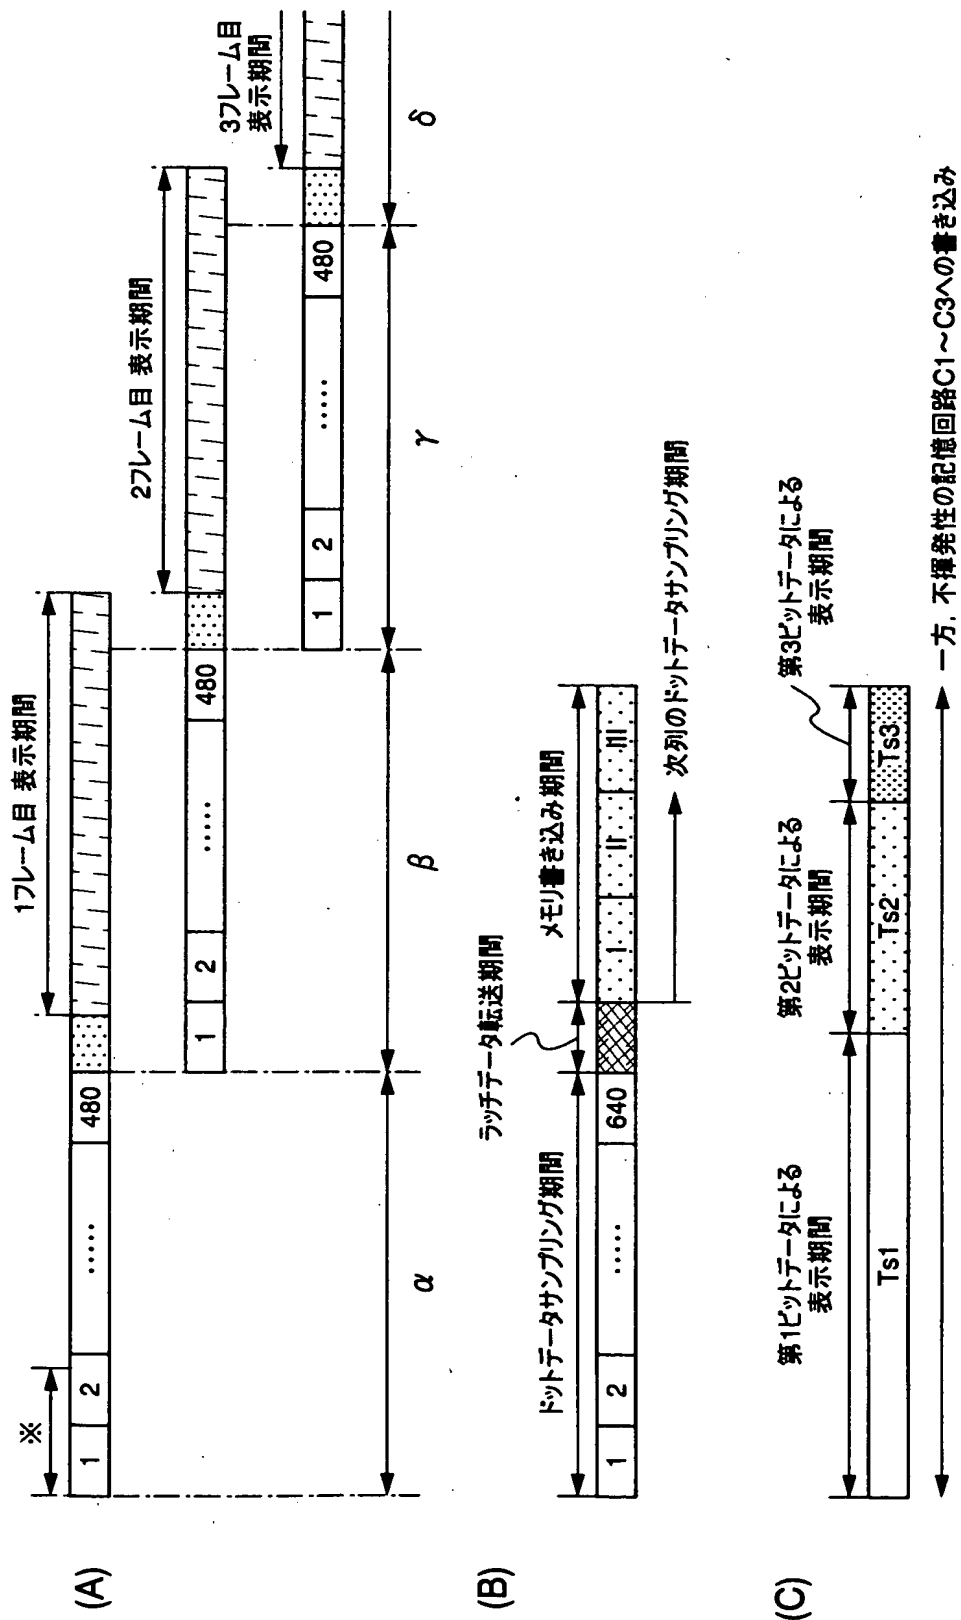 (A)
※
1フレーム目 表示期間
2フレーム目 表示期間
3フレーム目
表示期間
1 2 ‥‥‥ 480
1 2 ‥‥‥ 480
1 2 ‥‥‥ 480
α β γ δ
(B)
ドットデータサンプリング期間
ラッチデータ転送期間
メモリ書き込み期間
1 2 ‥‥‥ 640 I II III
次列のドットデータサンプリング期間
(C)
第1ビットデータによる
表示期間
第2ビットデータによる
表示期間
第3ビットデータによる
表示期間
Ts1 Ts2 Ts3
一方, 不揮発性の記憶回路C1〜C3への書き込み